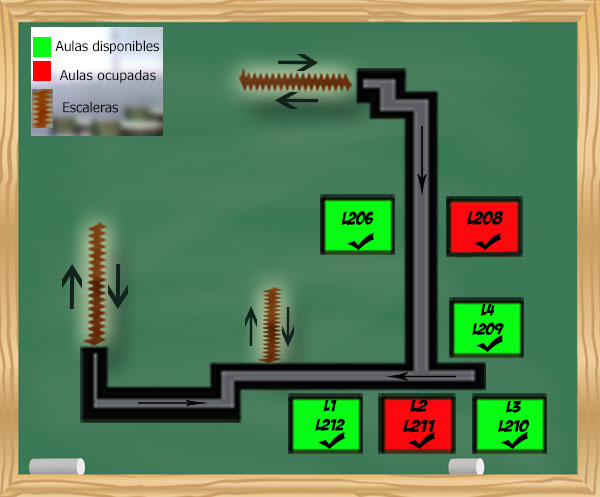 Aulas disponibles
Aulas ocupadas
Escaleras
L206
L208
L4
L209
L1
L212
L2
L211
L3
L210